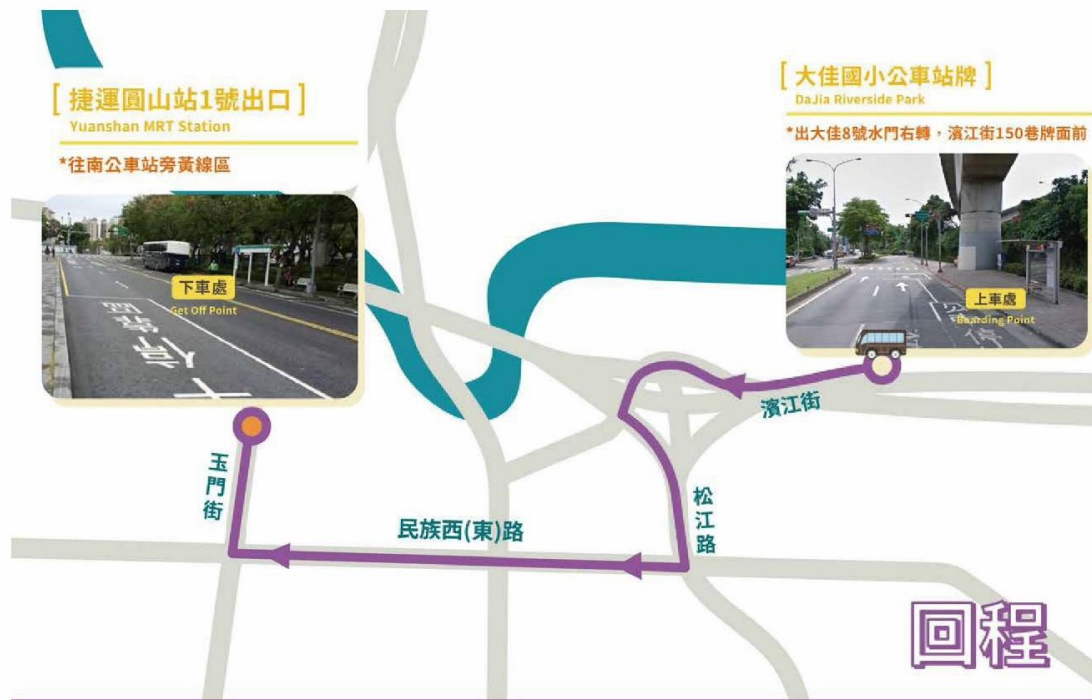 [ 捷運圓山站1號出口 ]
Yuanshan MRT Station
*往南公車站旁黃線區
下車處
Get Off Point
[ 大佳國小公車站牌 ]
DaJia Riverside Park
*出大佳8號水門右轉，濱江街150巷牌面前
上車處
Boarding Point
濱江街
松江路
民族西(東)路
玉門街
回程